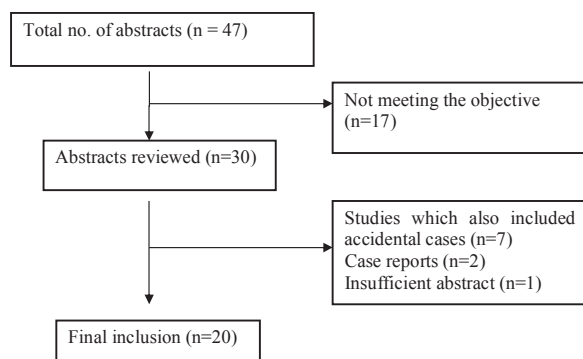 Total no. of abstracts (n = 47)
Not meeting the objective
(n=17)
Abstracts reviewed (n=30)
Studies which also included
accidental cases (n=7)
Case reports (n=2)
Insufficient abstract (n=1)
Final inclusion (n=20)